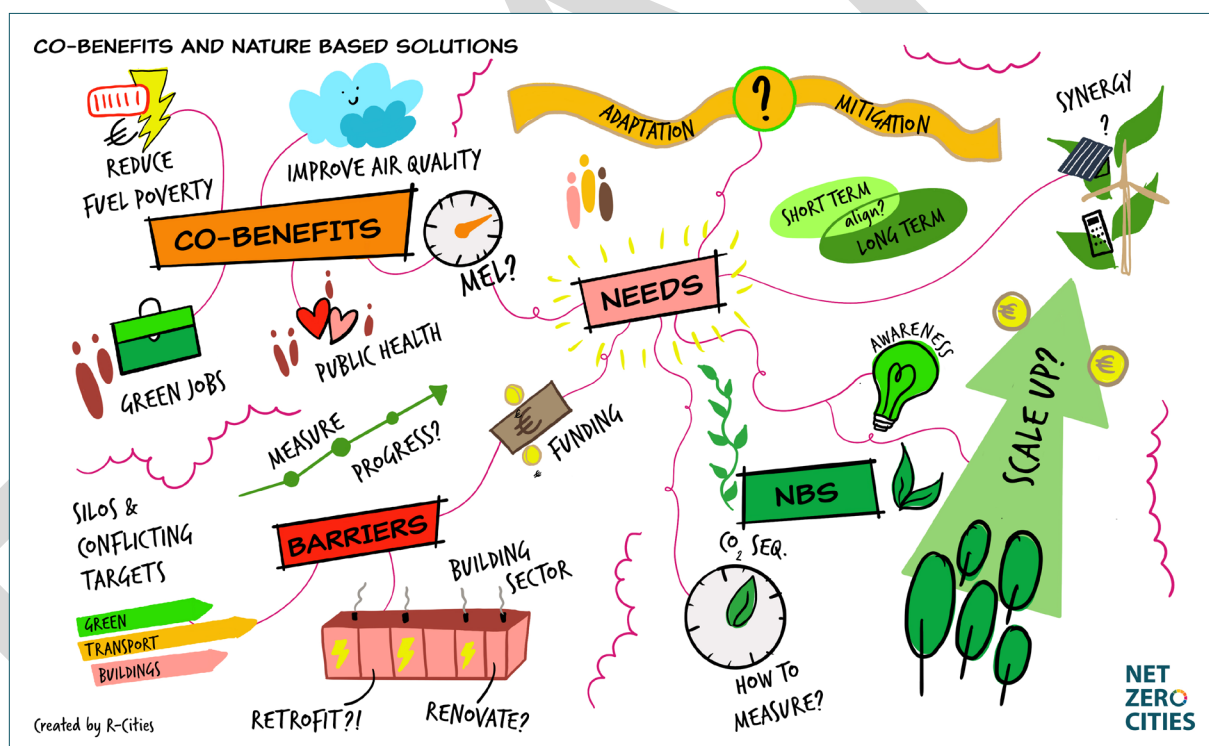 CO-BENEFITS AND NATURE BASED SOLUTIONS
€
REDUCE
FUEL POVERTY
IMPROVE AIR QUALITY
CO-BENEFITS
MEL?
GREEN JOBS
PUBLIC HEALTH
ADAPTATION
?
MITIGATION
SYNERGY
?
SHORT TERM
align?
LONG TERM
NEEDS
AWARENESS
€
€
SCALE UP?
MEASURE
PROGRESS?
€
€
€
FUNDING
NBS
SILOS &
CONFLICTING
TARGETS
BARRIERS
BUILDING
SECTOR
GREEN
TRANSPORT
BUILDINGS
RETROFIT?!
RENOVATE?
CO2 SEQ.
HOW TO
MEASURE?
Created by R-Cities
NET
ZERO
CITIES